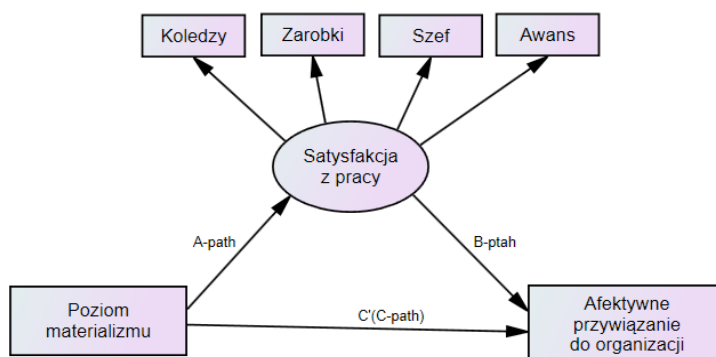 Koledzy
Zarobki
Szef
Awans
Satysfakcja
z pracy
A-path
B-ptah
Poziom
materializmu
C'(C-path)
Afektywne
przywiązanie
do organizacji